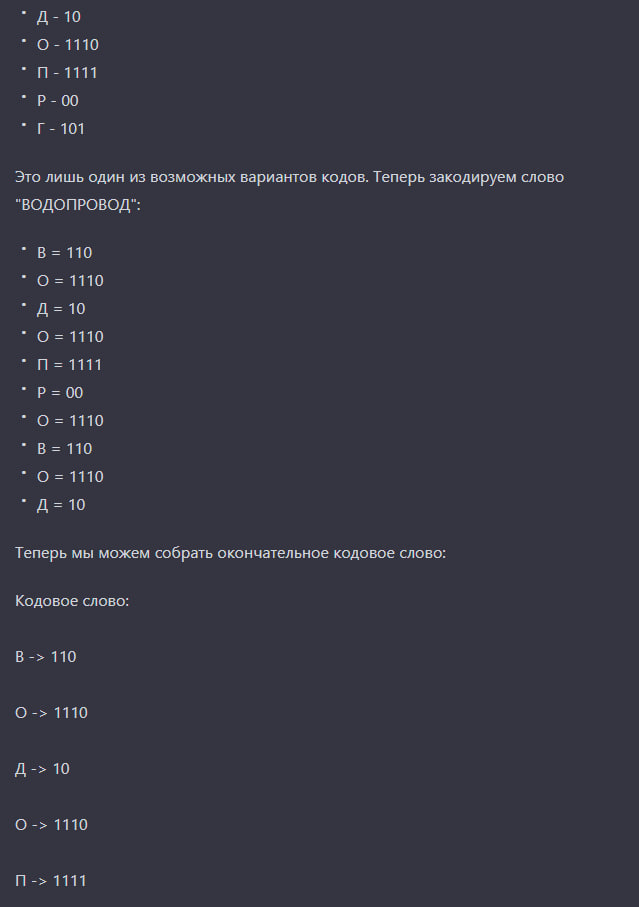 • Д - 10
• О - 1110
• П - 1111
• Р - 00
• Г - 101
Это лишь один из возможных вариантов кодов. Теперь закодируем слово
"ВОДОПРОВОД":
• В = 110
• О = 1110
• Д = 10
• О = 1110
• П = 1111
• Р = 00
• О = 1110
• В = 110
• О = 1110
• Д = 10
Теперь мы можем собрать окончательное кодовое слово:
Кодовое слово:
В -> 110
О -> 1110
Д -> 10
О -> 1110
П -> 1111